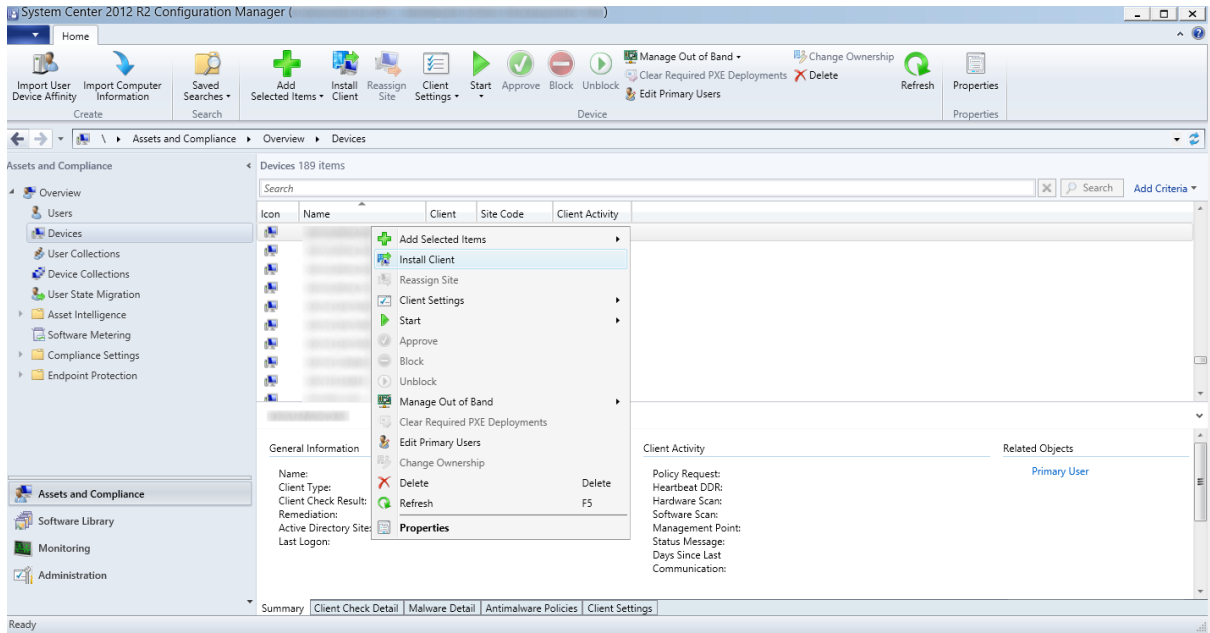 System Center 2012 R2 Configuration Manager ( )
Home
Import User Device Affinity
Import Computer Information
Saved Searches
Add Selected Items
Install Client
Reassign Site
Client Settings
Start
Approve
Block
Unblock
Manage Out of Band
Clear Required PXE Deployments
Edit Primary Users
Change Ownership
Delete
Refresh
Properties
Create
Search
Device
Properties
\ Assets and Compliance Overview Devices
Assets and Compliance
Overview
Users
Devices
User Collections
Device Collections
User State Migration
Asset Intelligence
Software Metering
Compliance Settings
Endpoint Protection
Assets and Compliance
Software Library
Monitoring
Administration
Devices 189 items
Search
Search
Add Criteria
Icon Name Client Site Code Client Activity
Add Selected Items
Install Client
Reassign Site
Client Settings
Start
Approve
Block
Unblock
Manage Out of Band
Clear Required PXE Deployments
Edit Primary Users
Change Ownership
Delete Delete
Refresh F5
Properties
General Information
Name:
Client Type:
Client Check Result:
Remediation:
Active Directory Site:
Last Logon:
Client Activity
Policy Request:
Heartbeat DDR:
Hardware Scan:
Software Scan:
Management Point:
Status Message:
Days Since Last
Communication:
Related Objects
Primary User
Summary Client Check Detail Malware Detail Antimalware Policies Client Settings
Ready